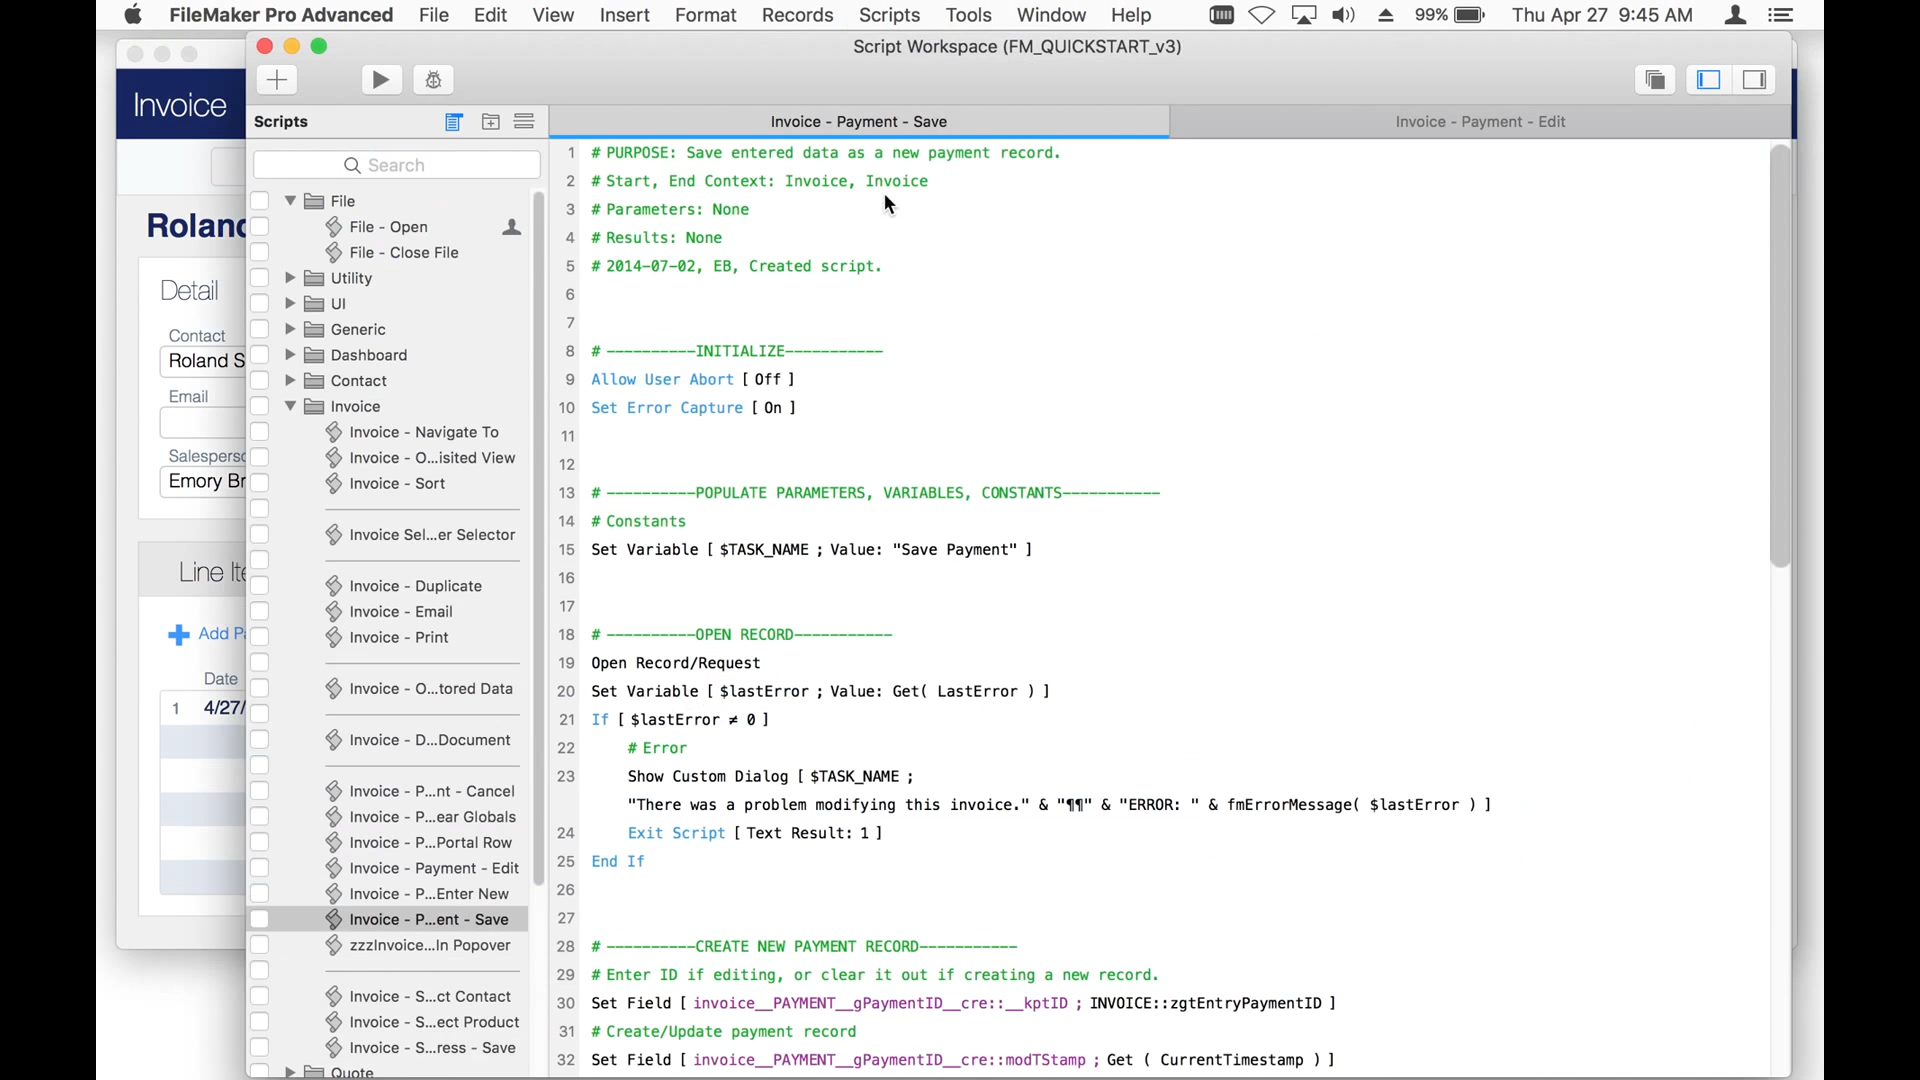 FileMaker Pro Advanced File Edit View Insert Format Records Scripts Tools Window Help 99% Thu Apr 27 9:45 AM
Script Workspace (FM_QUICKSTART_v3)
Invoice
Scripts
Invoice - Payment - Save
Invoice - Payment - Edit
Search
File
File - Open
File - Close File
Utility
UI
Generic
Dashboard
Contact
Invoice
Invoice - Navigate To
Invoice - O...isited View
Invoice - Sort
Invoice Sel...er Selector
Invoice - Duplicate
Invoice - Email
Invoice - Print
Invoice - O...tored Data
Invoice - D...Document
Invoice - P...nt - Cancel
Invoice - P...ear Globals
Invoice - P...Portal Row
Invoice - Payment - Edit
Invoice - P...Enter New
Invoice - P...ent - Save
zzzInvoice...In Popover
Invoice - S...ct Contact
Invoice - S...ect Product
Invoice - S...ress - Save
Quote
Roland
Detail
Contact
Roland S
Email
Salesperso
Emory Br
Line Ite
Add Pa
Date
1 4/27/
1 # PURPOSE: Save entered data as a new payment record.
2 # Start, End Context: Invoice, Invoice
3 # Parameters: None
4 # Results: None
5 # 2014-07-02, EB, Created script.
6
7
8 # ----------INITIALIZE-----------
9 Allow User Abort [ Off ]
10 Set Error Capture [ On ]
11
12
13 # ----------POPULATE PARAMETERS, VARIABLES, CONSTANTS-----------
14 # Constants
15 Set Variable [ $TASK_NAME ; Value: "Save Payment" ]
16
17
18 # ----------OPEN RECORD-----------
19 Open Record/Request
20 Set Variable [ $lastError ; Value: Get( LastError ) ]
21 If [ $lastError ≠ 0 ]
22 # Error
23 Show Custom Dialog [ $TASK_NAME ;
"There was a problem modifying this invoice." & "¶¶" & "ERROR: " & fmErrorMessage( $lastError ) ]
24 Exit Script [ Text Result: 1 ]
25 End If
26
27
28 # ----------CREATE NEW PAYMENT RECORD-----------
29 # Enter ID if editing, or clear it out if creating a new record.
30 Set Field [ invoice__PAYMENT__gPaymentID__cre::__kptID ; INVOICE::zgtEntryPaymentID ]
31 # Create/Update payment record
32 Set Field [ invoice__PAYMENT__gPaymentID__cre::modTStamp ; Get ( CurrentTimestamp ) ]